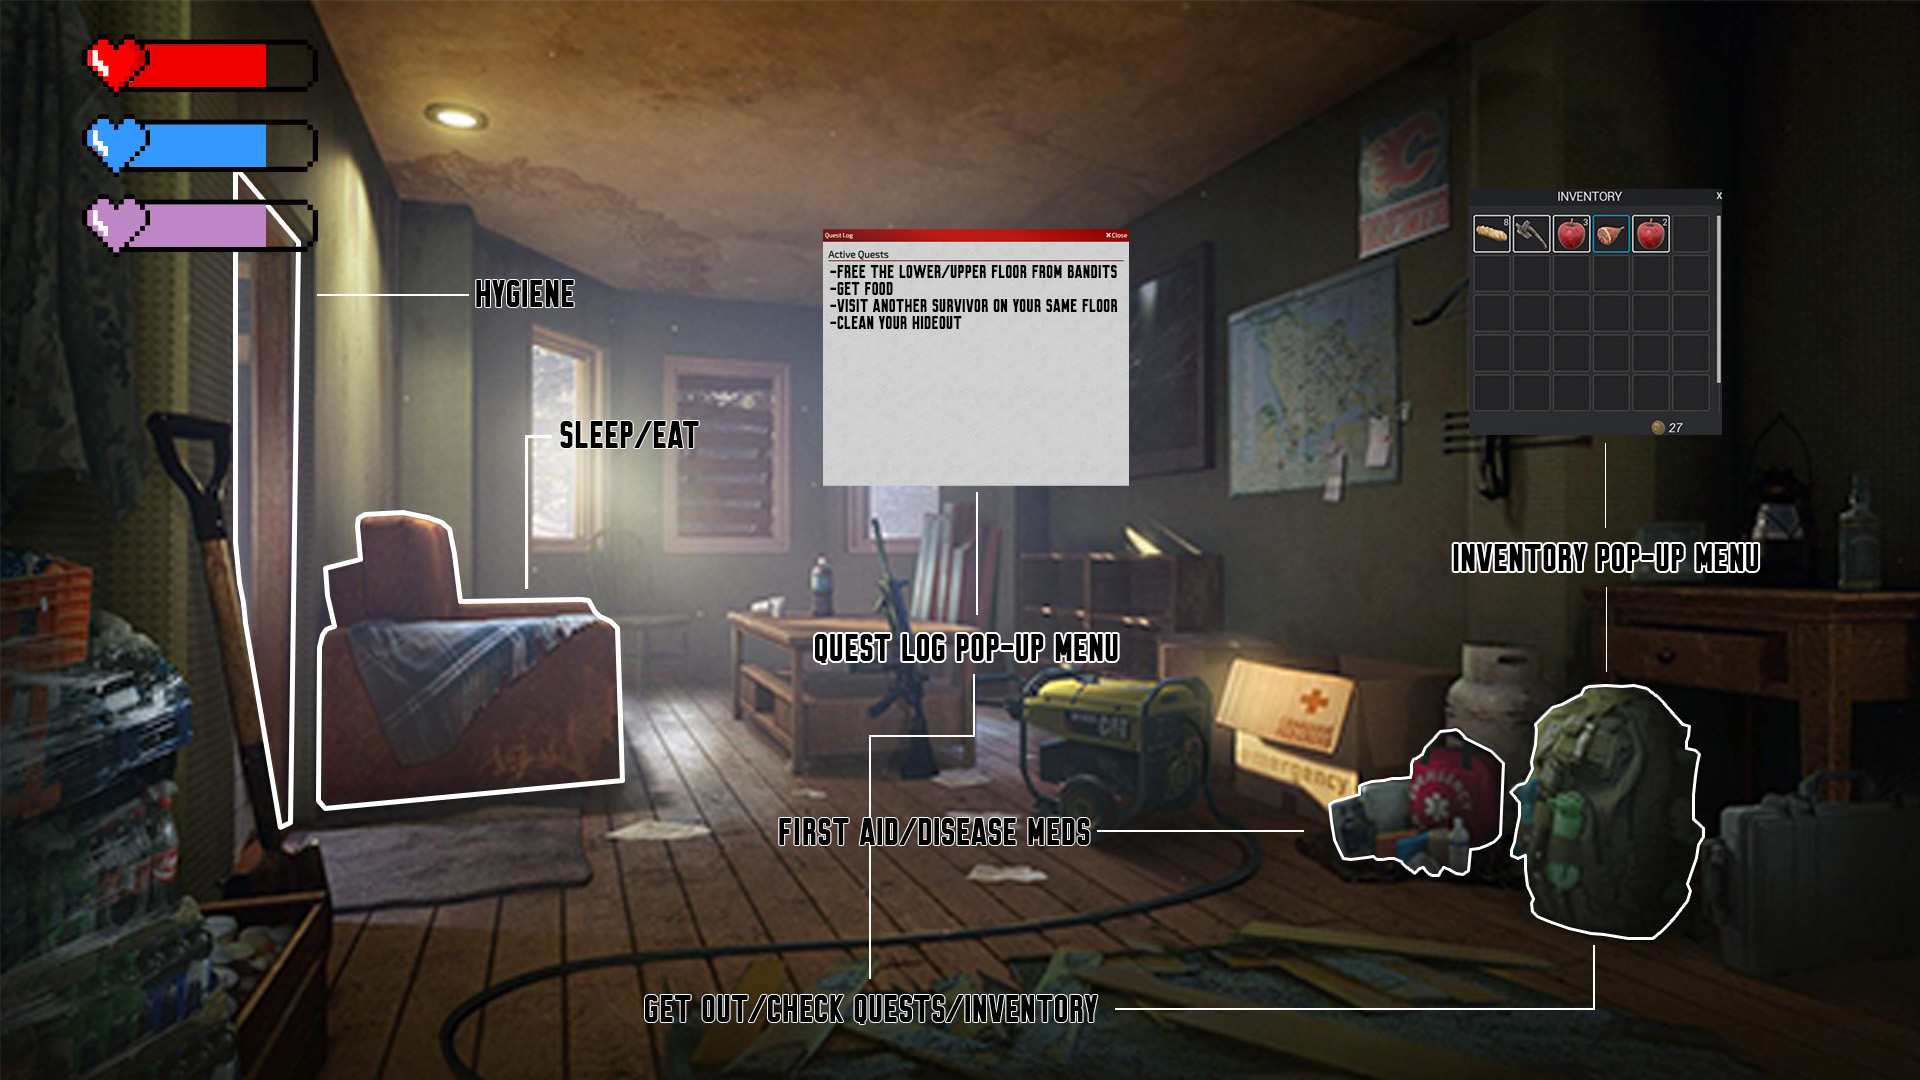 INVENTORY
X
8
3
2
Quest Log
✖Close
Active Quests
-FREE THE LOWER/UPPER FLOOR FROM BANDITS
-GET FOOD
-VISIT ANOTHER SURVIVOR ON YOUR SAME FLOOR
-CLEAN YOUR HIDEOUT
HYGIENE
27
SLEEP/EAT
INVENTORY POP-UP MENU
QUEST LOG POP-UP MENU
Emergency
FIRST AID/DISEASE MEDS
GET OUT/CHECK QUESTS/INVENTORY